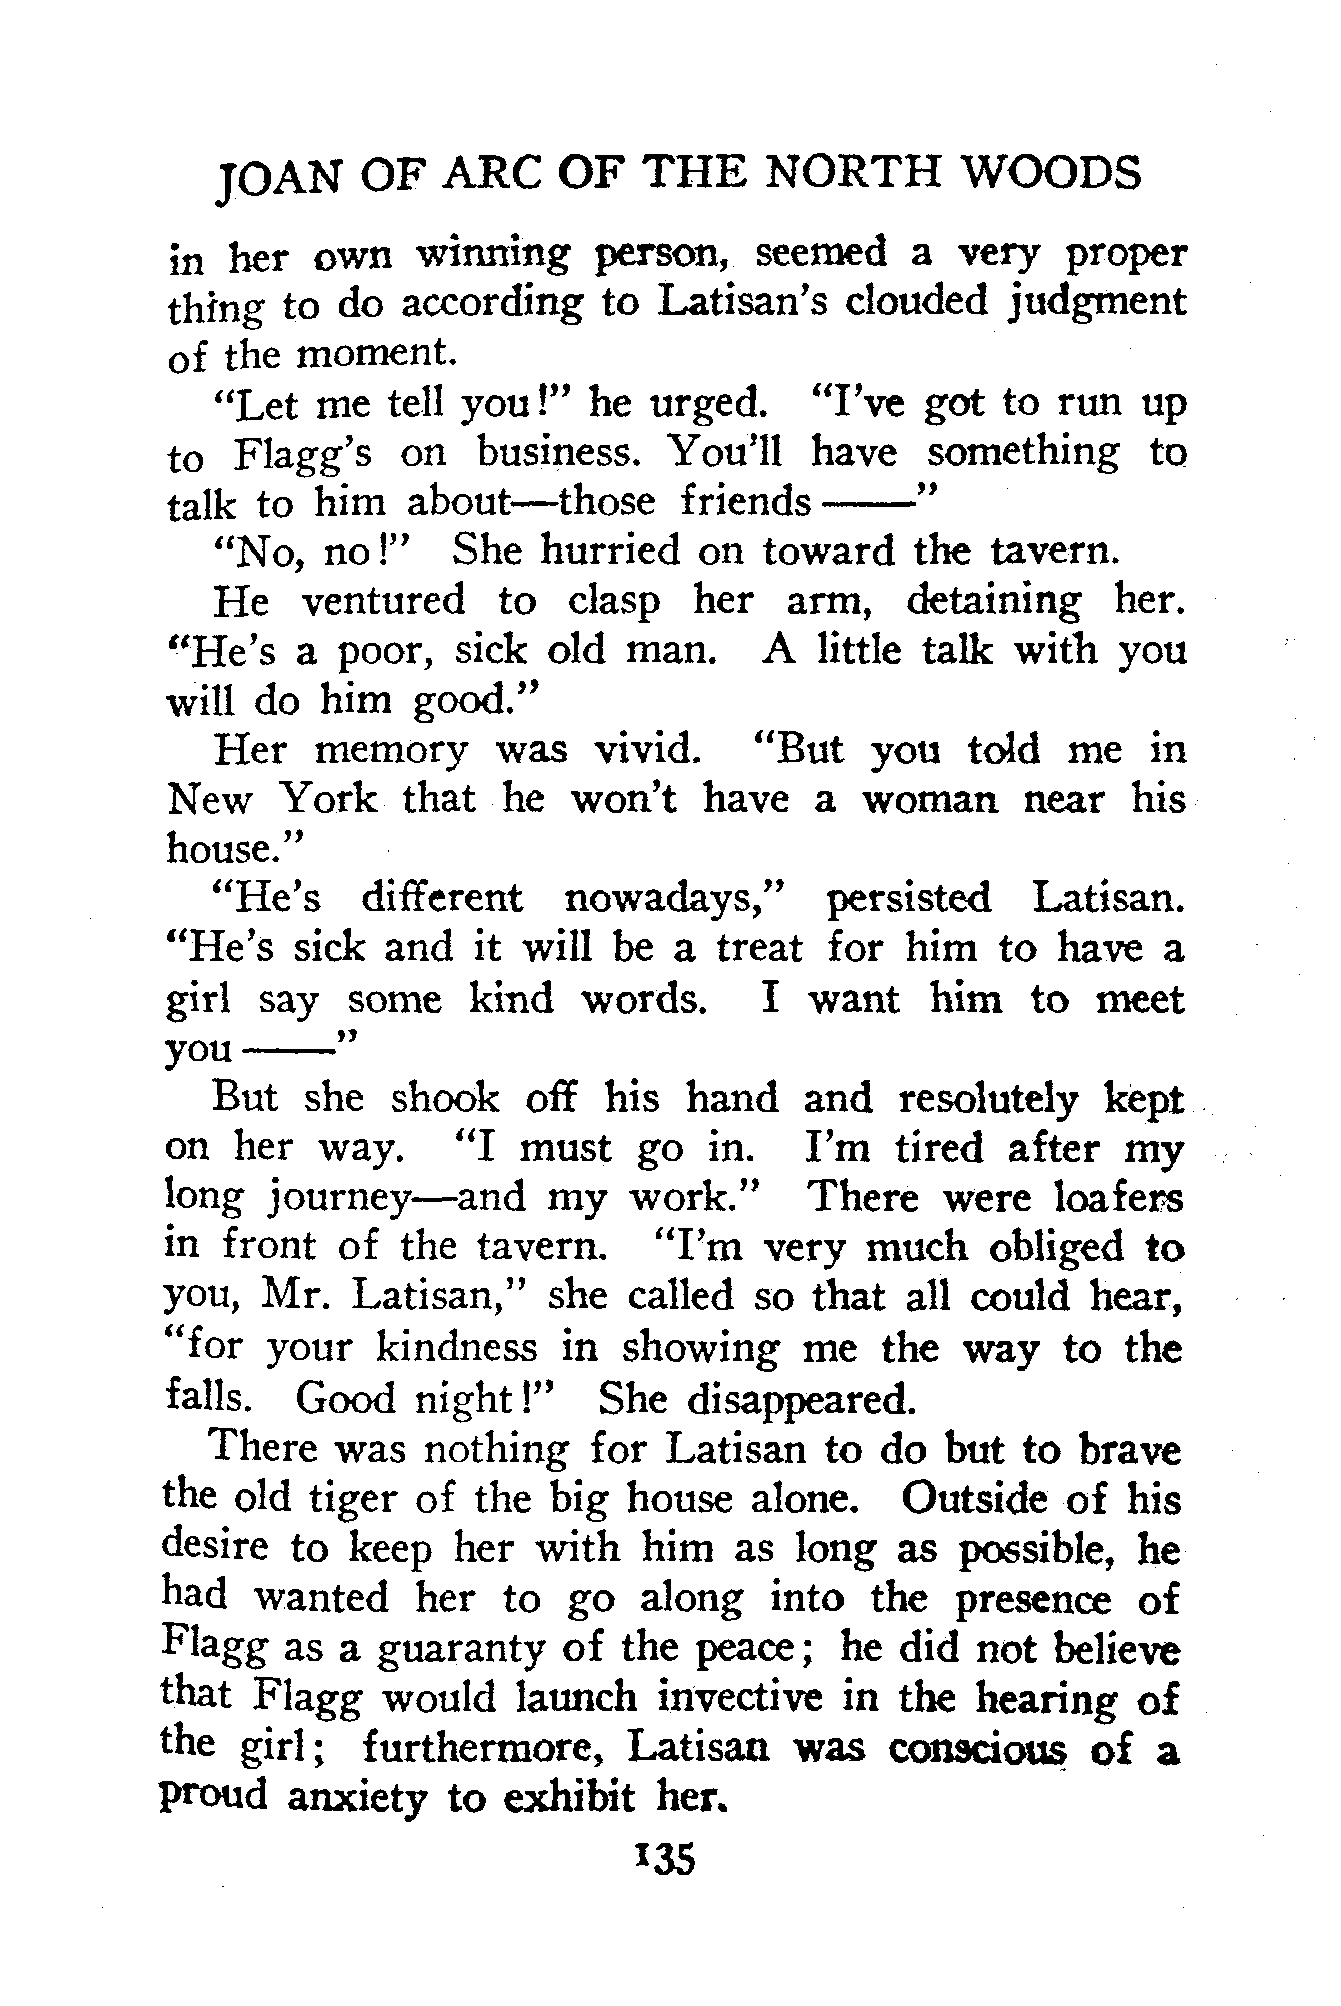 JOAN OF ARC OF THE NORTH WOODS
in her own winning person, seemed a very proper
thing to do according to Latisan's clouded judgment
of the moment.
"Let me tell you!" he urged. "I've got to run up
to Flagg's on business. You'll have something to
talk to him about—those friends ——"
"No, no!" She hurried on toward the tavern.
He ventured to clasp her arm, detaining her.
"He's a poor, sick old man. A little talk with you
will do him good."
Her memory was vivid. "But you told me in
New York that he won't have a woman near his
house."
"He's different nowadays," persisted Latisan.
"He's sick and it will be a treat for him to have a
girl say some kind words. I want him to meet
you ——"
But she shook off his hand and resolutely kept
on her way. "I must go in. I'm tired after my
long journey—and my work." There were loafers
in front of the tavern. "I'm very much obliged to
you, Mr. Latisan," she called so that all could hear,
"for your kindness in showing me the way to the
falls. Good night!" She disappeared.
There was nothing for Latisan to do but to brave
the old tiger of the big house alone. Outside of his
desire to keep her with him as long as possible, he
had wanted her to go along into the presence of
Flagg as a guaranty of the peace; he did not believe
that Flagg would launch invective in the hearing of
the girl; furthermore, Latisan was conscious of a
proud anxiety to exhibit her.
135